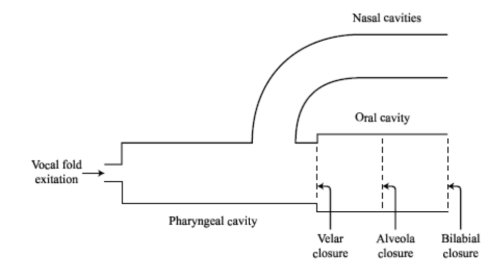 Nasal cavities
Oral cavity
Vocal fold
exitation
Pharyngeal cavity
Velar
closure
Alveola
closure
Bilabial
closure